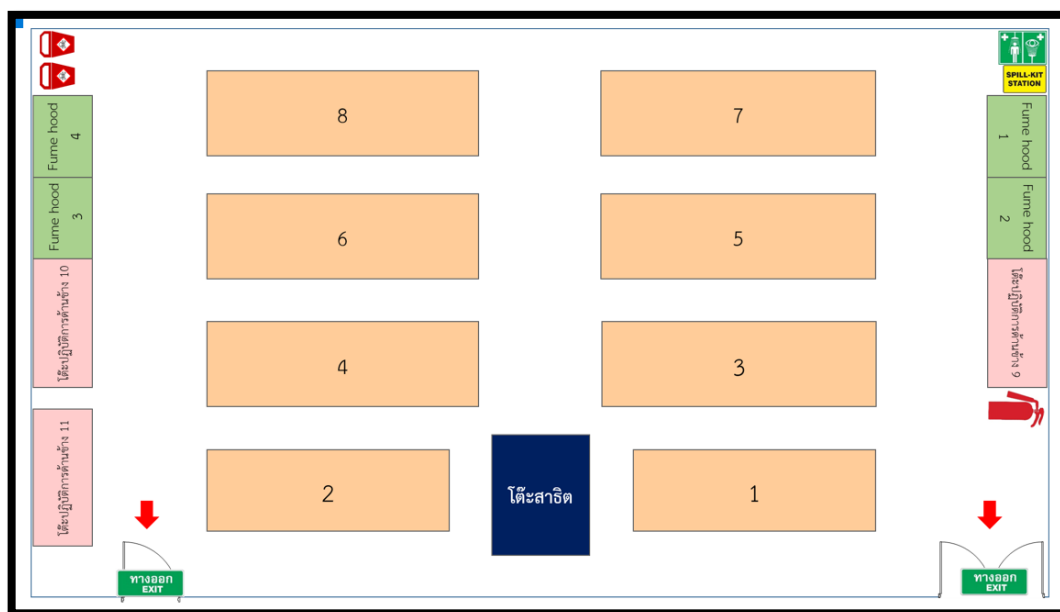 SPILL-KIT
STATION
8
7
Fume hood
4
Fume hood
1
6
5
Fume hood
3
Fume hood
2
โต๊ะปฏิบัติการด้านข้าง 10
โต๊ะปฏิบัติการด้านข้าง 9
4
3
โต๊ะปฏิบัติการด้านข้าง 11
2
โต๊ะสาธิต
1
ทางออก
EXIT
ทางออก
EXIT